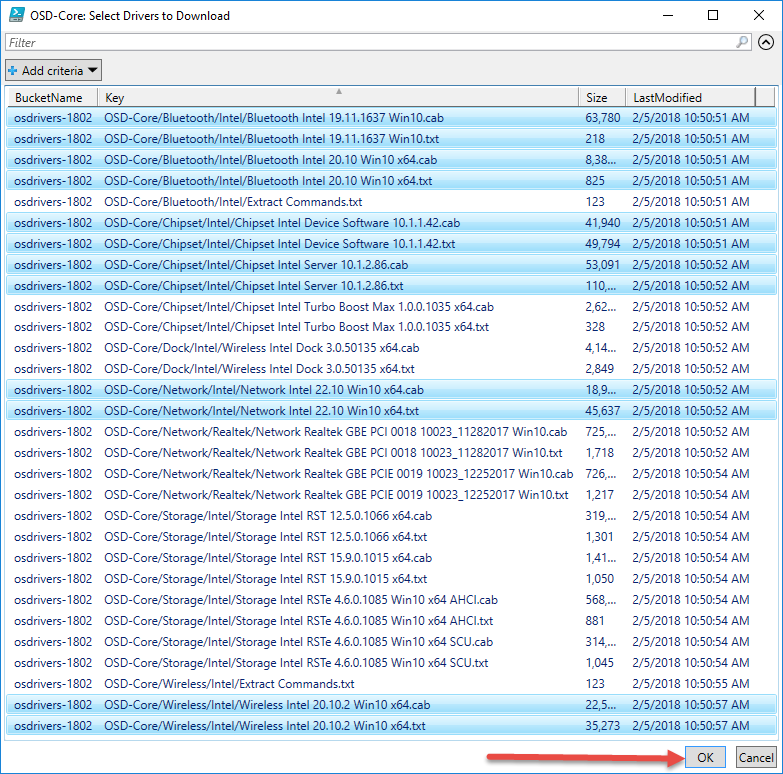 OSD-Core: Select Drivers to Download
Filter
Add criteria
BucketName Key Size LastModified
osdrivers-1802 OSD-Core/Bluetooth/Intel/Bluetooth Intel 19.11.1637 Win10.cab 63,780 2/5/2018 10:50:51 AM
osdrivers-1802 OSD-Core/Bluetooth/Intel/Bluetooth Intel 19.11.1637 Win10.txt 218 2/5/2018 10:50:51 AM
osdrivers-1802 OSD-Core/Bluetooth/Intel/Bluetooth Intel 20.10 Win10 x64.cab 8,38... 2/5/2018 10:50:51 AM
osdrivers-1802 OSD-Core/Bluetooth/Intel/Bluetooth Intel 20.10 Win10 x64.txt 825 2/5/2018 10:50:51 AM
osdrivers-1802 OSD-Core/Bluetooth/Intel/Extract Commands.txt 123 2/5/2018 10:50:51 AM
osdrivers-1802 OSD-Core/Chipset/Intel/Chipset Intel Device Software 10.1.1.42.cab 41,940 2/5/2018 10:50:51 AM
osdrivers-1802 OSD-Core/Chipset/Intel/Chipset Intel Device Software 10.1.1.42.txt 49,794 2/5/2018 10:50:51 AM
osdrivers-1802 OSD-Core/Chipset/Intel/Chipset Intel Server 10.1.2.86.cab 53,091 2/5/2018 10:50:52 AM
osdrivers-1802 OSD-Core/Chipset/Intel/Chipset Intel Server 10.1.2.86.txt 110,... 2/5/2018 10:50:52 AM
osdrivers-1802 OSD-Core/Chipset/Intel/Chipset Intel Turbo Boost Max 1.0.0.1035 x64.cab 2,62... 2/5/2018 10:50:52 AM
osdrivers-1802 OSD-Core/Chipset/Intel/Chipset Intel Turbo Boost Max 1.0.0.1035 x64.txt 328 2/5/2018 10:50:52 AM
osdrivers-1802 OSD-Core/Dock/Intel/Wireless Intel Dock 3.0.50135 x64.cab 4,14... 2/5/2018 10:50:52 AM
osdrivers-1802 OSD-Core/Dock/Intel/Wireless Intel Dock 3.0.50135 x64.txt 2,849 2/5/2018 10:50:52 AM
osdrivers-1802 OSD-Core/Network/Intel/Network Intel 22.10 Win10 x64.cab 18,9... 2/5/2018 10:50:52 AM
osdrivers-1802 OSD-Core/Network/Intel/Network Intel 22.10 Win10 x64.txt 45,637 2/5/2018 10:50:52 AM
osdrivers-1802 OSD-Core/Network/Realtek/Network Realtek GBE PCI 0018 10023_11282017 Win10.cab 725,... 2/5/2018 10:50:52 AM
osdrivers-1802 OSD-Core/Network/Realtek/Network Realtek GBE PCI 0018 10023_11282017 Win10.txt 1,718 2/5/2018 10:50:52 AM
osdrivers-1802 OSD-Core/Network/Realtek/Network Realtek GBE PCIE 0019 10023_12252017 Win10.cab 726,... 2/5/2018 10:50:54 AM
osdrivers-1802 OSD-Core/Network/Realtek/Network Realtek GBE PCIE 0019 10023_12252017 Win10.txt 1,217 2/5/2018 10:50:54 AM
osdrivers-1802 OSD-Core/Storage/Intel/Storage Intel RST 12.5.0.1066 x64.cab 319,... 2/5/2018 10:50:54 AM
osdrivers-1802 OSD-Core/Storage/Intel/Storage Intel RST 12.5.0.1066 x64.txt 1,301 2/5/2018 10:50:54 AM
osdrivers-1802 OSD-Core/Storage/Intel/Storage Intel RST 15.9.0.1015 x64.cab 1,41... 2/5/2018 10:50:54 AM
osdrivers-1802 OSD-Core/Storage/Intel/Storage Intel RST 15.9.0.1015 x64.txt 1,050 2/5/2018 10:50:54 AM
osdrivers-1802 OSD-Core/Storage/Intel/Storage Intel RSTe 4.6.0.1085 Win10 x64 AHCI.cab 568,... 2/5/2018 10:50:54 AM
osdrivers-1802 OSD-Core/Storage/Intel/Storage Intel RSTe 4.6.0.1085 Win10 x64 AHCI.txt 881 2/5/2018 10:50:54 AM
osdrivers-1802 OSD-Core/Storage/Intel/Storage Intel RSTe 4.6.0.1085 Win10 x64 SCU.cab 314,... 2/5/2018 10:50:54 AM
osdrivers-1802 OSD-Core/Storage/Intel/Storage Intel RSTe 4.6.0.1085 Win10 x64 SCU.txt 1,045 2/5/2018 10:50:54 AM
osdrivers-1802 OSD-Core/Wireless/Intel/Extract Commands.txt 123 2/5/2018 10:50:55 AM
osdrivers-1802 OSD-Core/Wireless/Intel/Wireless Intel 20.10.2 Win10 x64.cab 22,5... 2/5/2018 10:50:57 AM
osdrivers-1802 OSD-Core/Wireless/Intel/Wireless Intel 20.10.2 Win10 x64.txt 35,273 2/5/2018 10:50:57 AM
OK Cancel